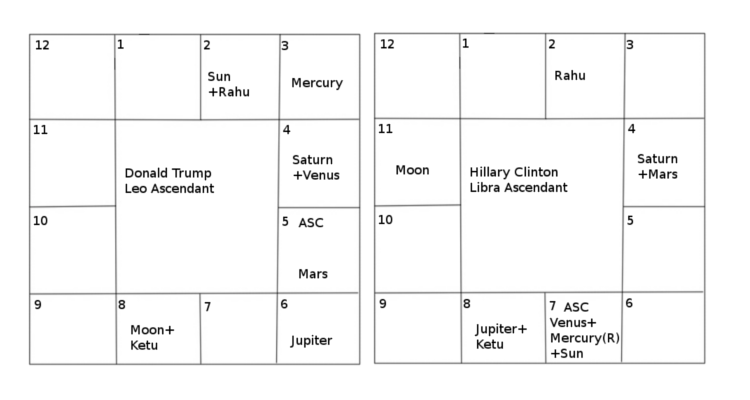 12 1 2 3
Sun
+Rahu
Mercury
11 4
Saturn
+Venus
Donald Trump
Leo Ascendant
10 5 ASC
Mars
9 8 7 6
Moon+
Ketu
Jupiter
12 1 2 3
Rahu
11 4
Moon
Saturn
+Mars
Hillary Clinton
Libra Ascendant
10 5
9 8 7 ASC 6
Jupiter+
Ketu
Venus+
Mercury(R)
+Sun